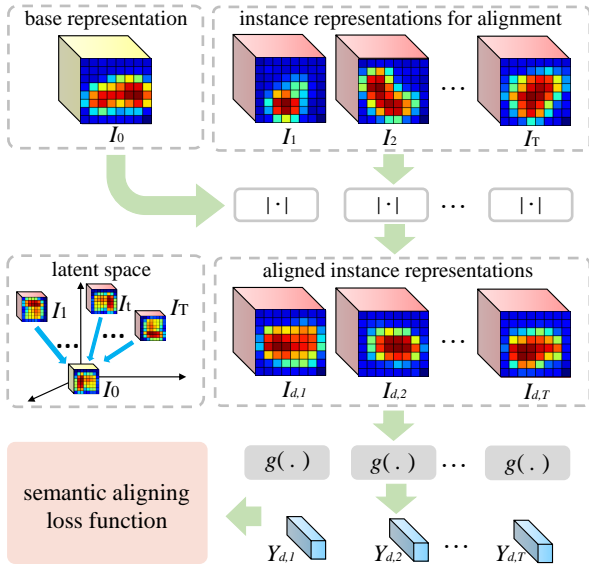 base representation
I0
instance representations for alignment
I1 I2 ... IT
|·| |·| ... |·|
latent space
I1 It IT
...
...
I0
aligned instance representations
...
Id,1 Id,2 Id,T
g(.) g(.) ... g(.)
semantic aligning
loss function
Yd,1 Yd,2 ... Yd,T